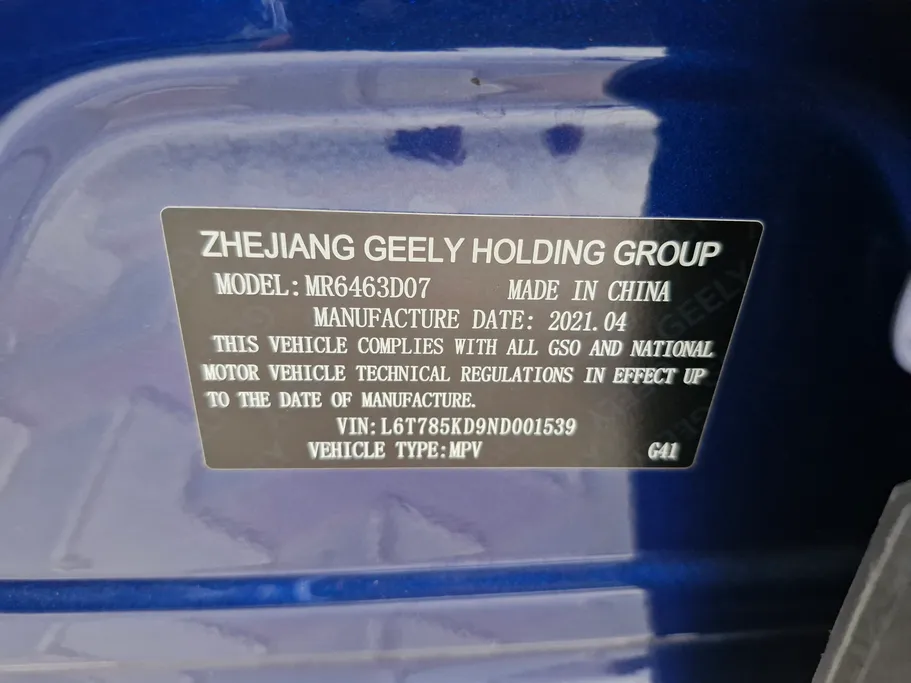 ZHEJIANG GEELY HOLDING GROUP
MODEL: MR6463D07 MADE IN CHINA
MANUFACTURE DATE: 2021.04
THIS VEHICLE COMPLIES WITH ALL GSO AND NATIONAL
MOTOR VEHICLE TECHNICAL REGULATIONS IN EFFECT UP
TO THE DATE OF MANUFACTURE.
VIN: L6T785KD9ND001539
VEHICLE TYPE:MPV G41